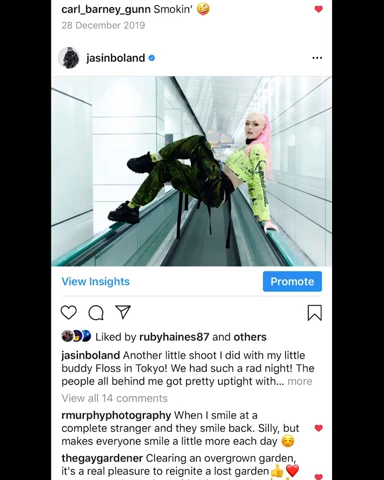 carl_barney_gunn Smokin' 🤪
28 December 2019
jasinboland
View Insights
Promote
Liked by rubyhaines87 and others
jasinboland Another little shoot I did with my little
buddy Floss in Tokyo! We had such a rad night! The
people all behind me got pretty uptight with... more
View all 14 comments
rmurphyphotography When I smile at a
complete stranger and they smile back. Silly, but
makes everyone smile a little more each day ☺️
thegaygardener Clearing an overgrown garden,
it's a real pleasure to reignite a lost garden👍❤️